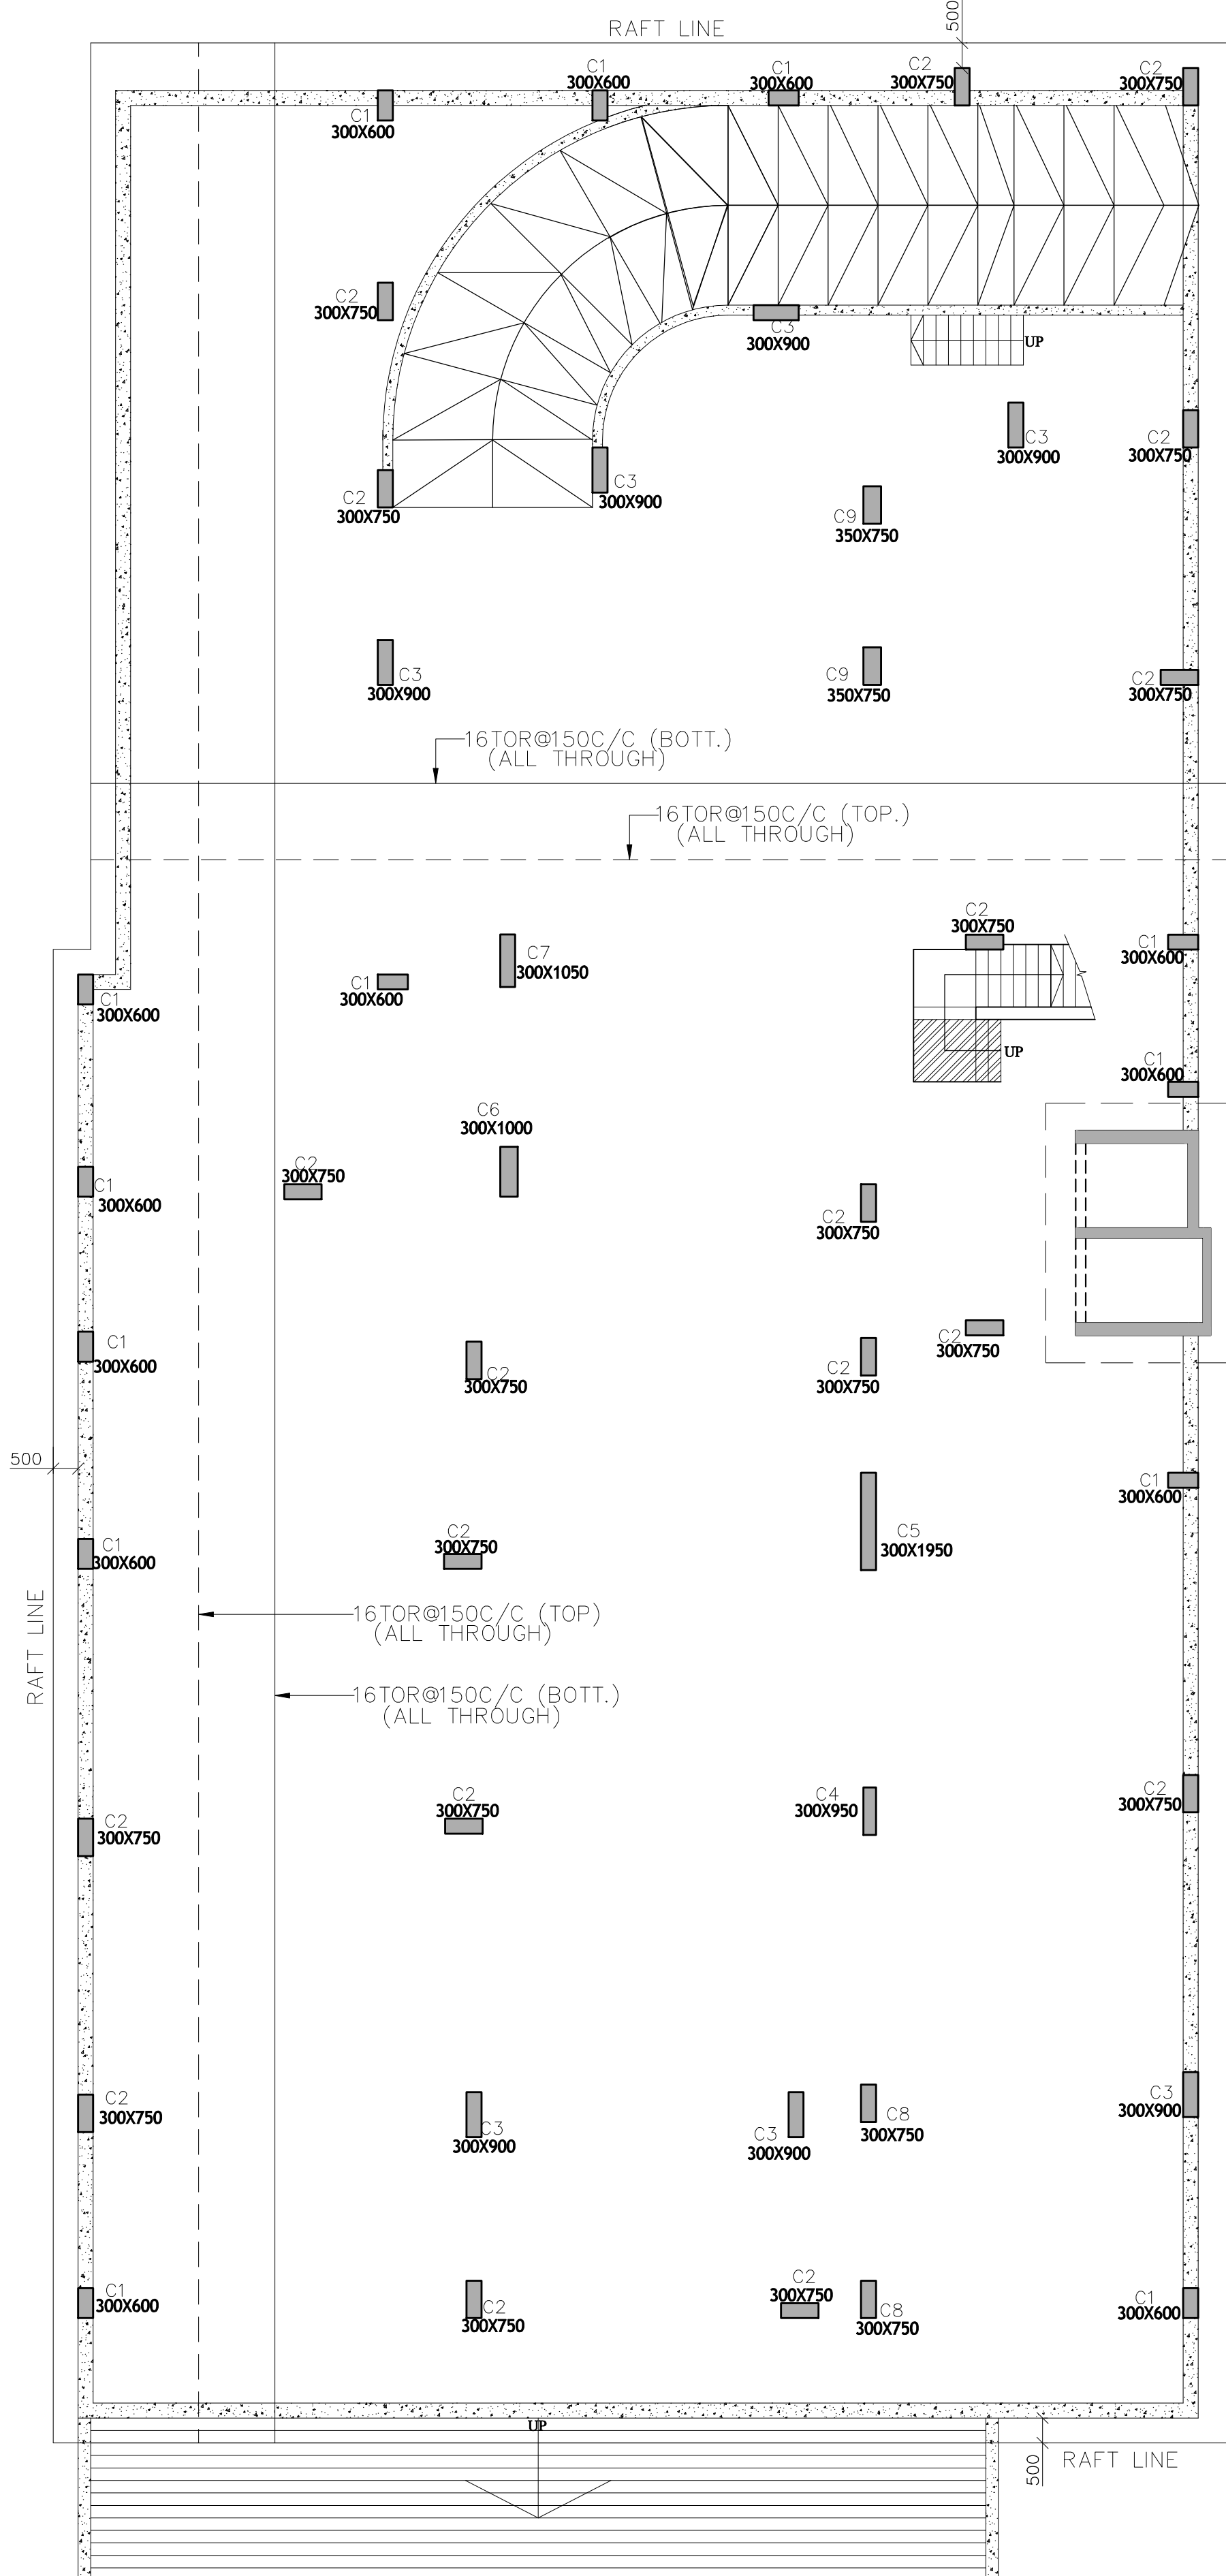 500
RAFT LINE
C1
300X600
C1
300X600
C1
300X600
C2
300X750
C2
300X750
C2
300X750
C3
300X900
UP
C3
300X900
C2
300X750
C2
300X750
C3
300X900
C9
350X750
C3
300X900
C9
350X750
C2
300X750
16TOR@150C/C (BOTT.)
(ALL THROUGH)
16TOR@150C/C (TOP.)
(ALL THROUGH)
C2
300X750
C1
300X600
C7
300X1050
C1
300X600
C1
300X600
UP
C1
300X600
C6
300X1000
C2
300X750
C1
300X600
C2
300X750
C1
300X600
C2
300X750
C2
300X750
C2
300X750
500
C1
300X600
C1
300X600
C2
300X750
C5
300X1950
RAFT LINE
16TOR@150C/C (TOP)
(ALL THROUGH)
16TOR@150C/C (BOTT.)
(ALL THROUGH)
C2
300X750
C2
300X750
C4
300X950
C2
300X750
C2
300X750
C3
300X900
C3
300X900
C8
300X750
C3
300X900
C1
300X600
C2
300X750
C2
300X750
C8
300X750
C1
300X600
UP
500
RAFT LINE